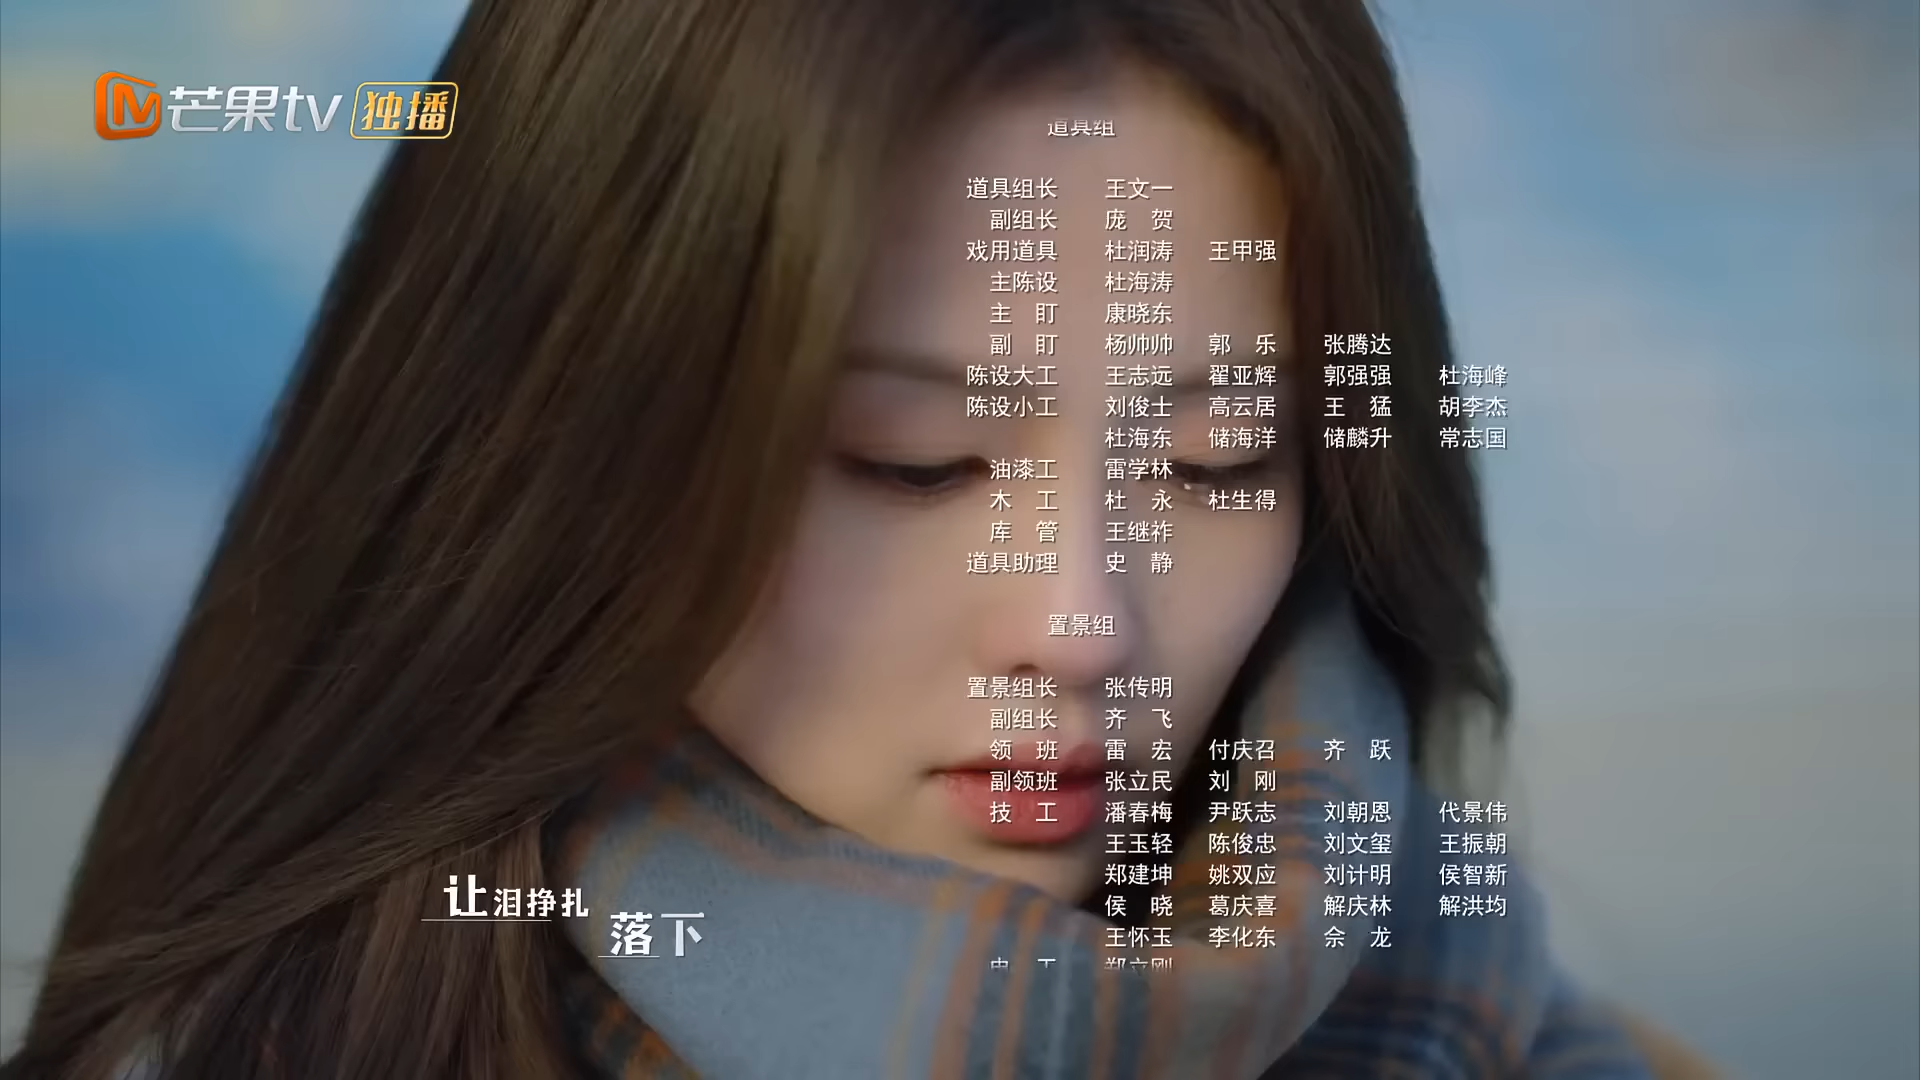 芒果tv 独播
道具组
道具组长 王文一
副组长 庞 贺
戏用道具 杜润涛 王甲强
主陈设 杜海涛
主 盯 康晓东
副 盯 杨帅帅 郭 乐 张腾达
陈设大工 王志远 翟亚辉 郭强强 杜海峰
陈设小工 刘俊士 高云居 王 猛 胡李杰
杜海东 储海洋 储麟升 常志国
油漆工 雷学林
木 工 杜 永 杜生得
库 管 王继祚
道具助理 史 静
置景组
置景组长 张传明
副组长 齐 飞
领 班 雷 宏 付庆召 齐 跃
副领班 张立民 刘 刚
技 工 潘春梅 尹跃志 刘朝恩 代景伟
王玉轻 陈俊忠 刘文玺 王振朝
郑建坤 姚双应 刘计明 侯智新
侯 晓 葛庆喜 解庆林 解洪均
王怀玉 李化东 佘 龙
电 工 郑立刚
让泪挣扎
落下